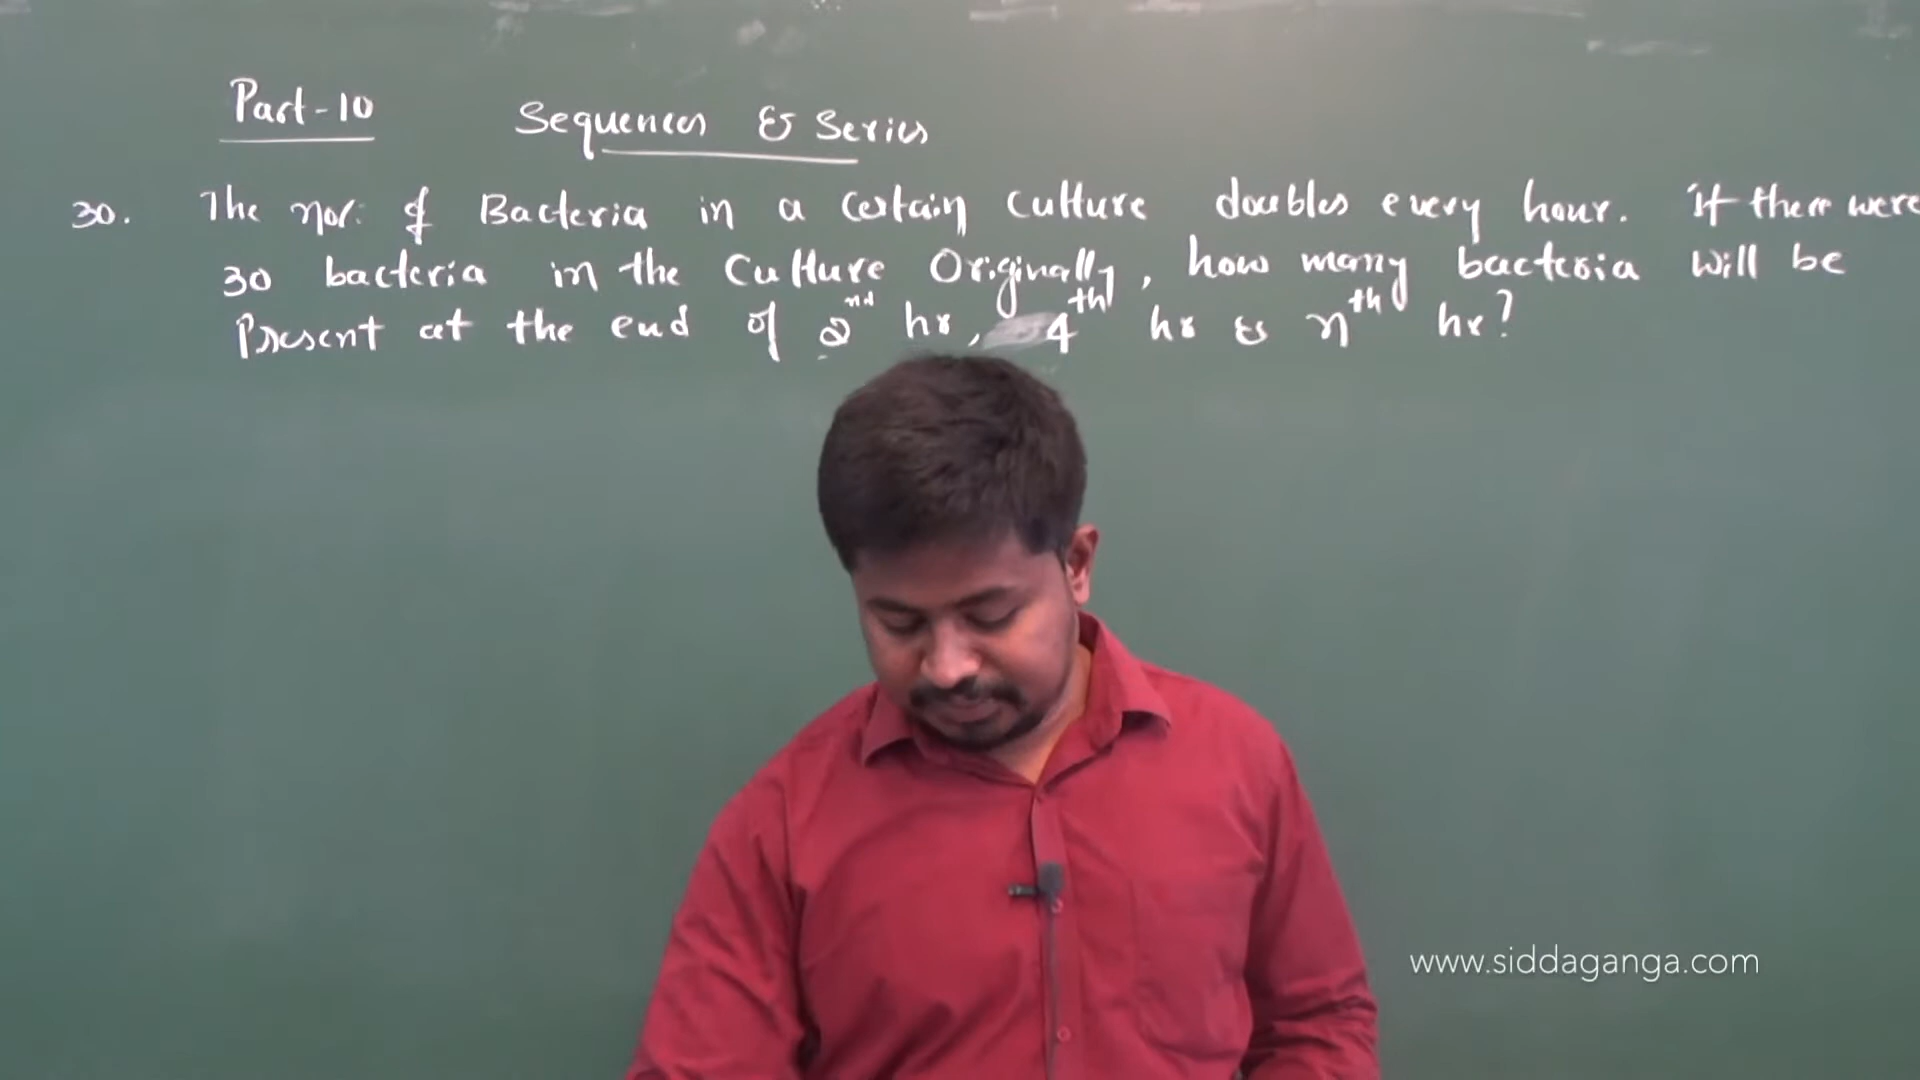 Part-10
Sequences & Series
30. The nor. of Bacteria in a certain culture doubles every hour. If there were
30 bacteria in the Culture Originally, how many bacteria will be
Present at the end of 2nd hr, 4th hr & nth hr?
www.siddaganga.com